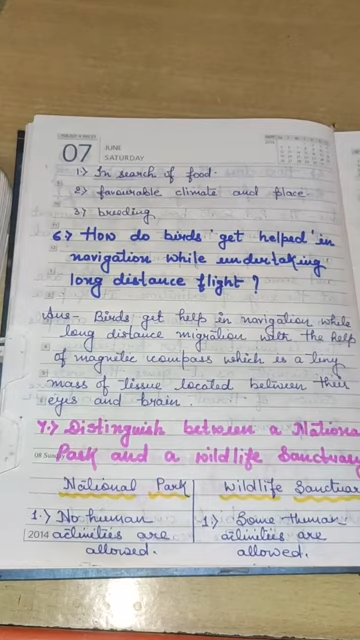 07
JUNE
SATURDAY
1.) In search of food.
2.) favourable climate and place.
3.) breeding.
6.) How do birds get helped in
navigation while undertaking
long distance flight?
Ans- Birds get help in navigation while
long distance migration with the help
of magnetic compass which is a tiny
mass of tissue located between their
eyes and brain.
7.) Distinguish between a National
Park and a wildlife Sanctuary
08 Sun
National Park
Wildlife Sanctuar
1.) No human
activities are
allowed.
1.) Some Human
activities are
allowed.
2014